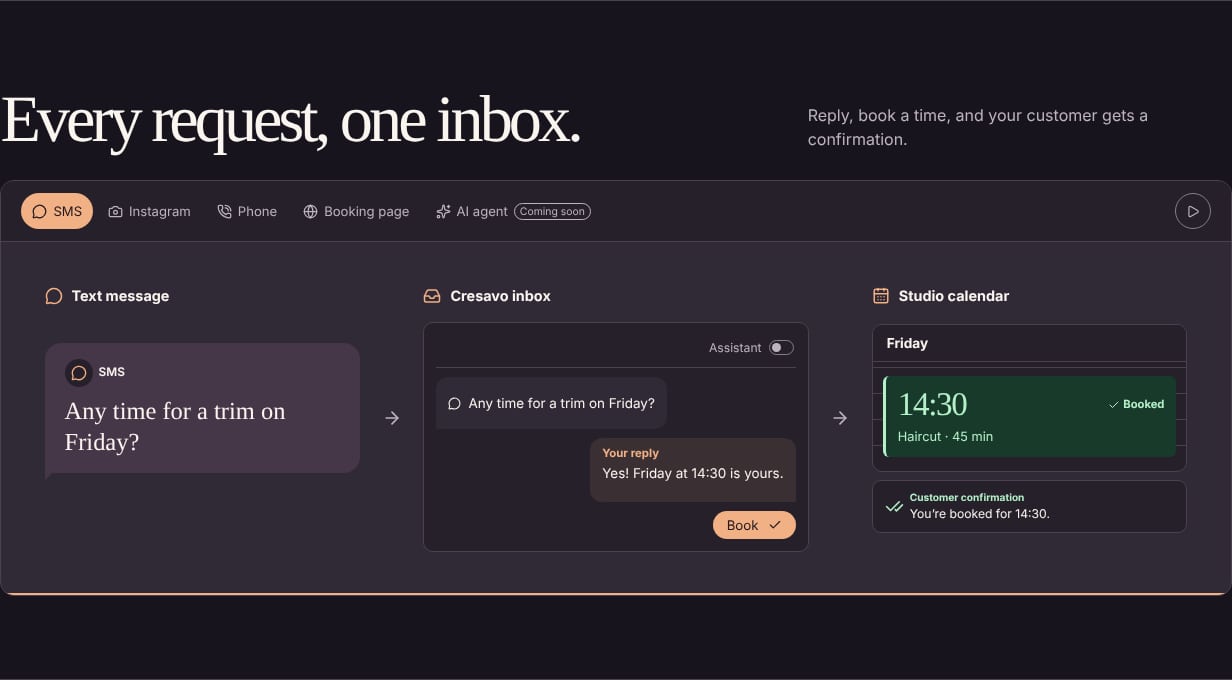 Every request, one inbox.
Reply, book a time, and your customer gets a
confirmation.
SMS
Instagram
Phone
Booking page
AI agent
Coming soon
Text message
SMS
Any time for a trim on
Friday?
Cresavo inbox
Assistant
Any time for a trim on Friday?
Your reply
Yes! Friday at 14:30 is yours.
Book
Studio calendar
Friday
14:30
Booked
Haircut · 45 min
Customer confirmation
You're booked for 14:30.